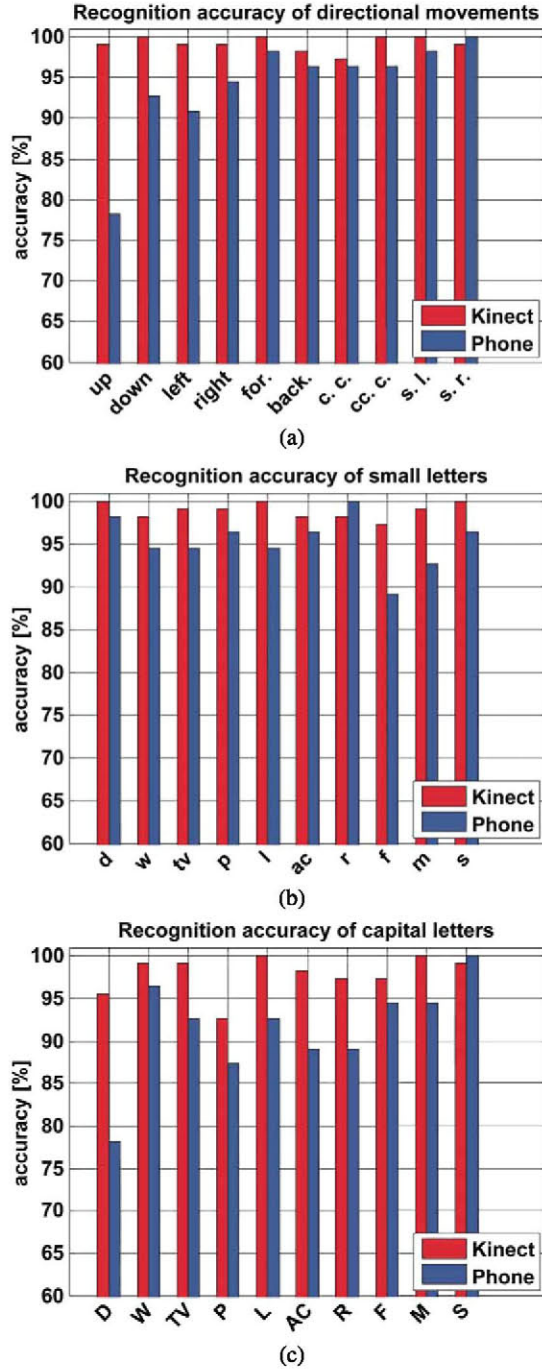 Recognition accuracy of directional movements
accuracy [%]
100
95
90
85
80
75
70
65
60
Kinect
Phone
up down left right for. back. c. c. cc. c. s. l. s. r.
(a)
Recognition accuracy of small letters
accuracy [%]
100
95
90
85
80
75
70
65
60
Kinect
Phone
d w tv p l ac r f m s
(b)
Recognition accuracy of capital letters
accuracy [%]
100
95
90
85
80
75
70
65
60
Kinect
Phone
D W TV P L AC R F M S
(c)